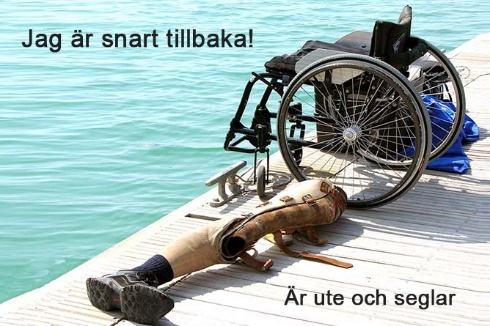 Jag är snart tillbaka!
Är ute och seglar